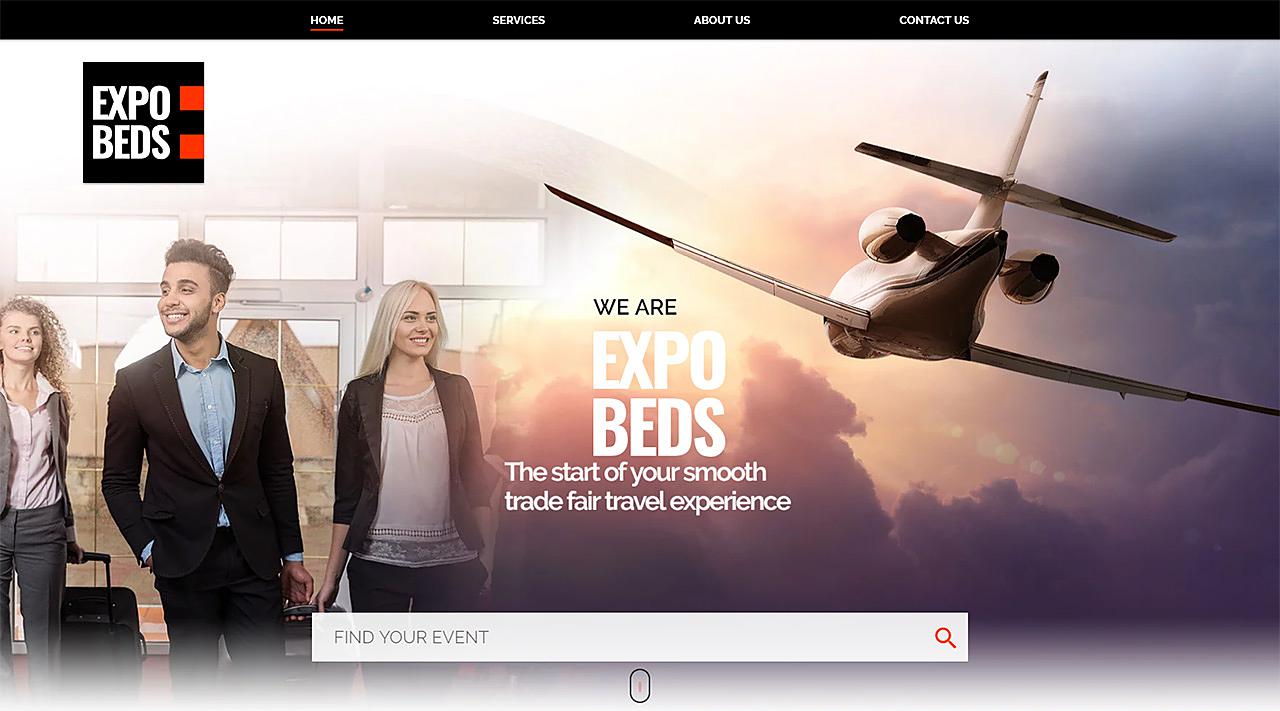 HOME SERVICES ABOUT US CONTACT US
EXPO
BEDS
WE ARE
EXPO
BEDS
The start of your smooth
trade fair travel experience
FIND YOUR EVENT